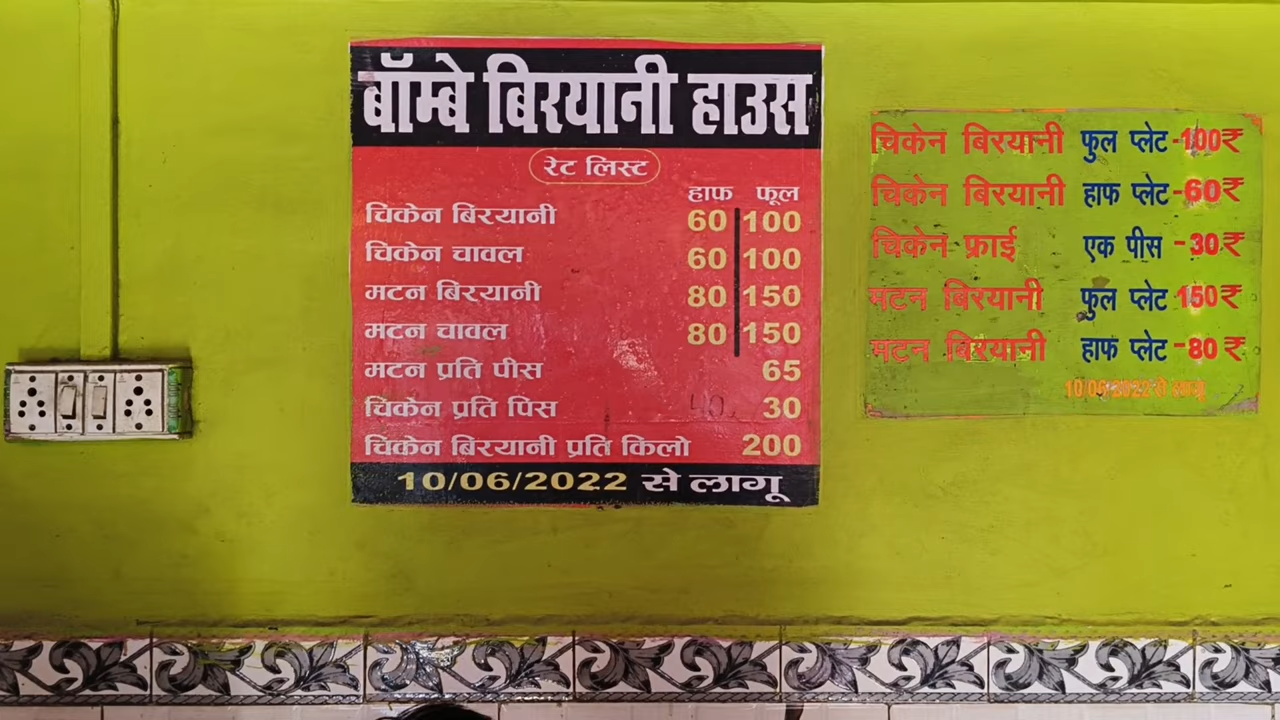 बॉम्बे बिरयानी हाउस
रेट लिस्ट
हाफ फूल
चिकेन बिरयानी 60 100
चिकेन चावल 60 100
मटन बिरयानी 80 150
मटन चावल 80 150
मटन प्रति पीस 65
चिकेन प्रति पिस 40 30
चिकेन बिरयानी प्रति किलो 200
10/06/2022 से लागू
चिकेन बिरयानी फुल प्लेट -100₹
चिकेन बिरयानी हाफ प्लेट -60₹
चिकेन फ्राई एक पीस -30₹
मटन बिरयानी फुल प्लेट 150₹
मटन बिरयानी हाफ प्लेट -80₹
10/06/2022 से लागू